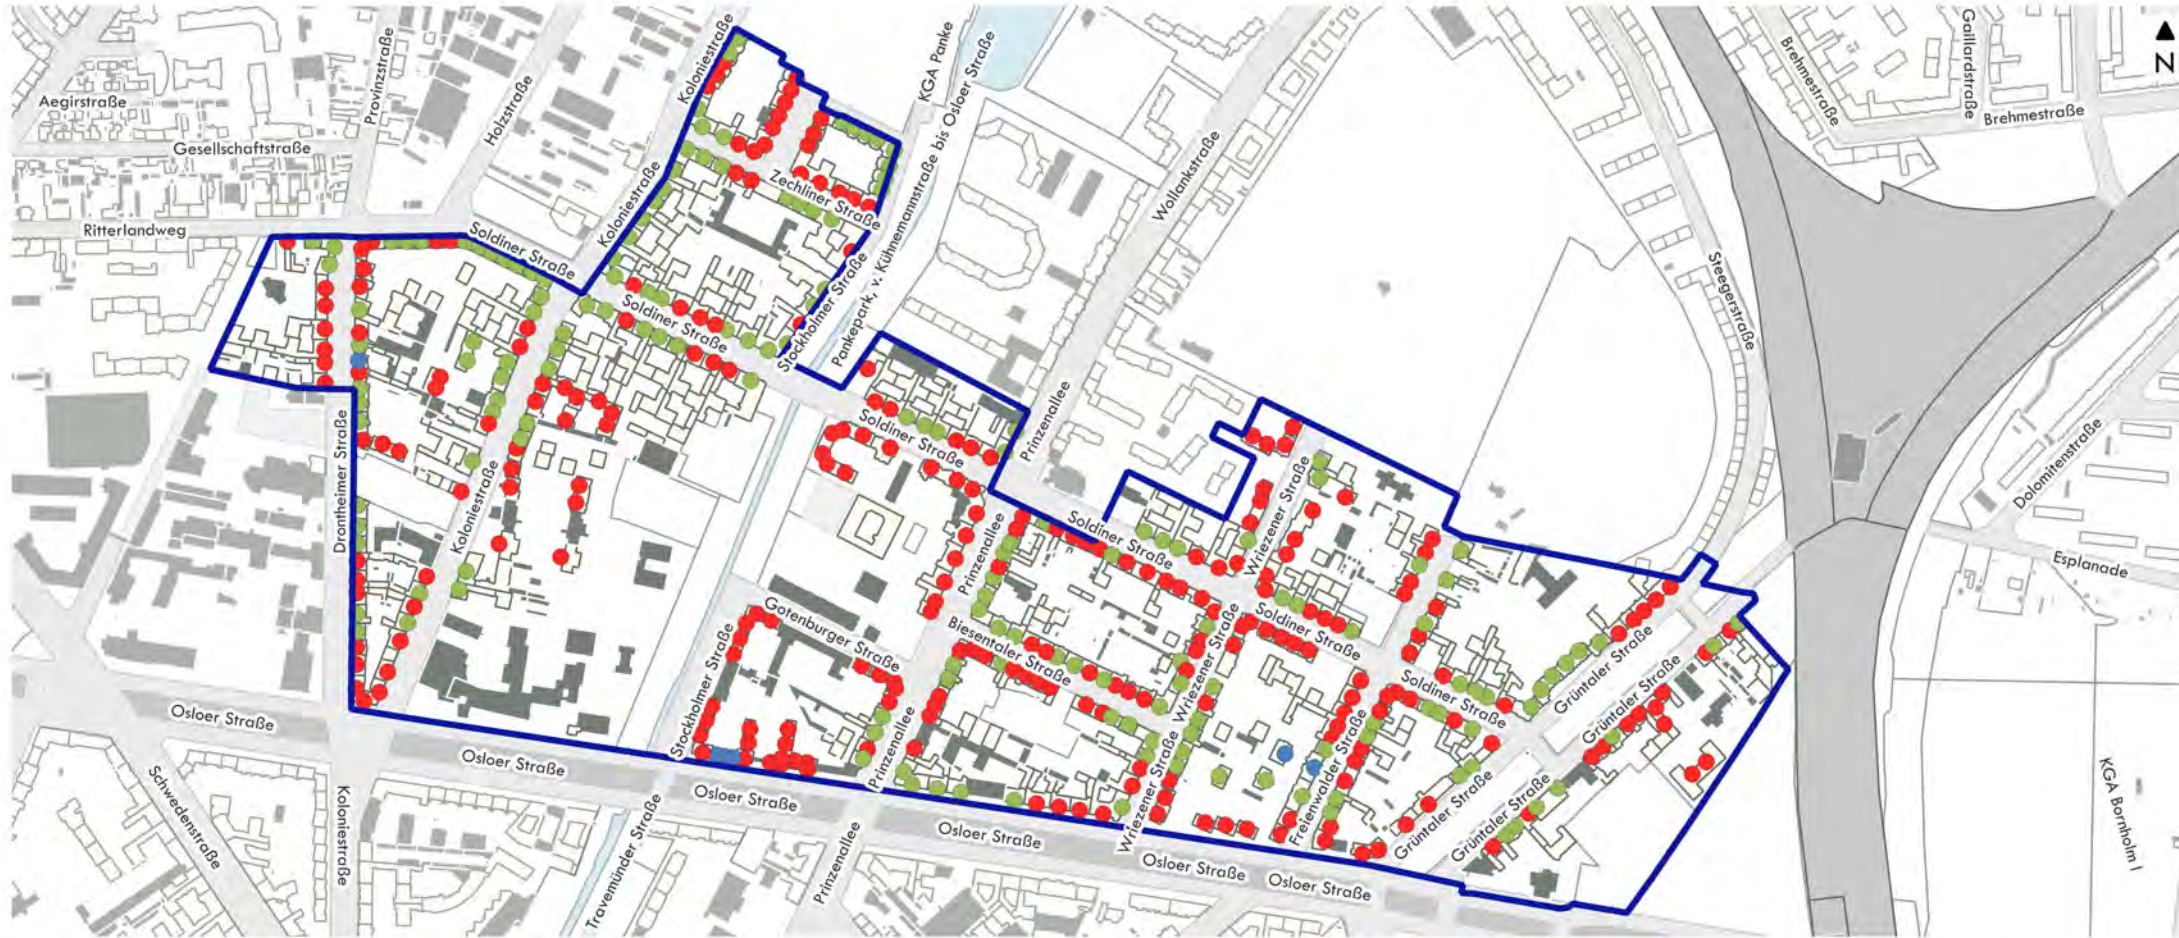 Koloniestraße
KGA Panke
Gaillardstraße
Brehmestraße
N
Provinzstraße
Aegirstraße
Holzstraße
Brehmestraße
Gesellschaftstraße
Pankepark, v. Kühnemannstraße bis Osloer Straße
Wollankstraße
Zechliner Straße
Koloniestraße
Ritterlandweg
Soldiner Straße
Stockholmer Straße
Steegerstraße
Soldiner Straße
Prinzenallee
Soldiner Straße
Dolomitenstraße
Drontheimer Straße
Koloniestraße
Wriezener Straße
Soldiner Straße
Prinzenallee
Esplanade
Gotenburger Straße
Biesentaler Straße
Wriezener Straße
Soldiner Straße
Stockholmer Straße
Soldiner Straße
Grüntaler Straße
Grüntaler Straße
Osloer Straße
Prinzenallee
Wriezener Straße
Freienwalder Straße
Osloer Straße
Osloer Straße
Schwedenstraße
Koloniestraße
Travemünder Straße
Prinzenallee
Osloer Straße
Osloer Straße
Osloer Straße
Grüntaler Straße
Grüntaler Straße
KGA Bornholm I